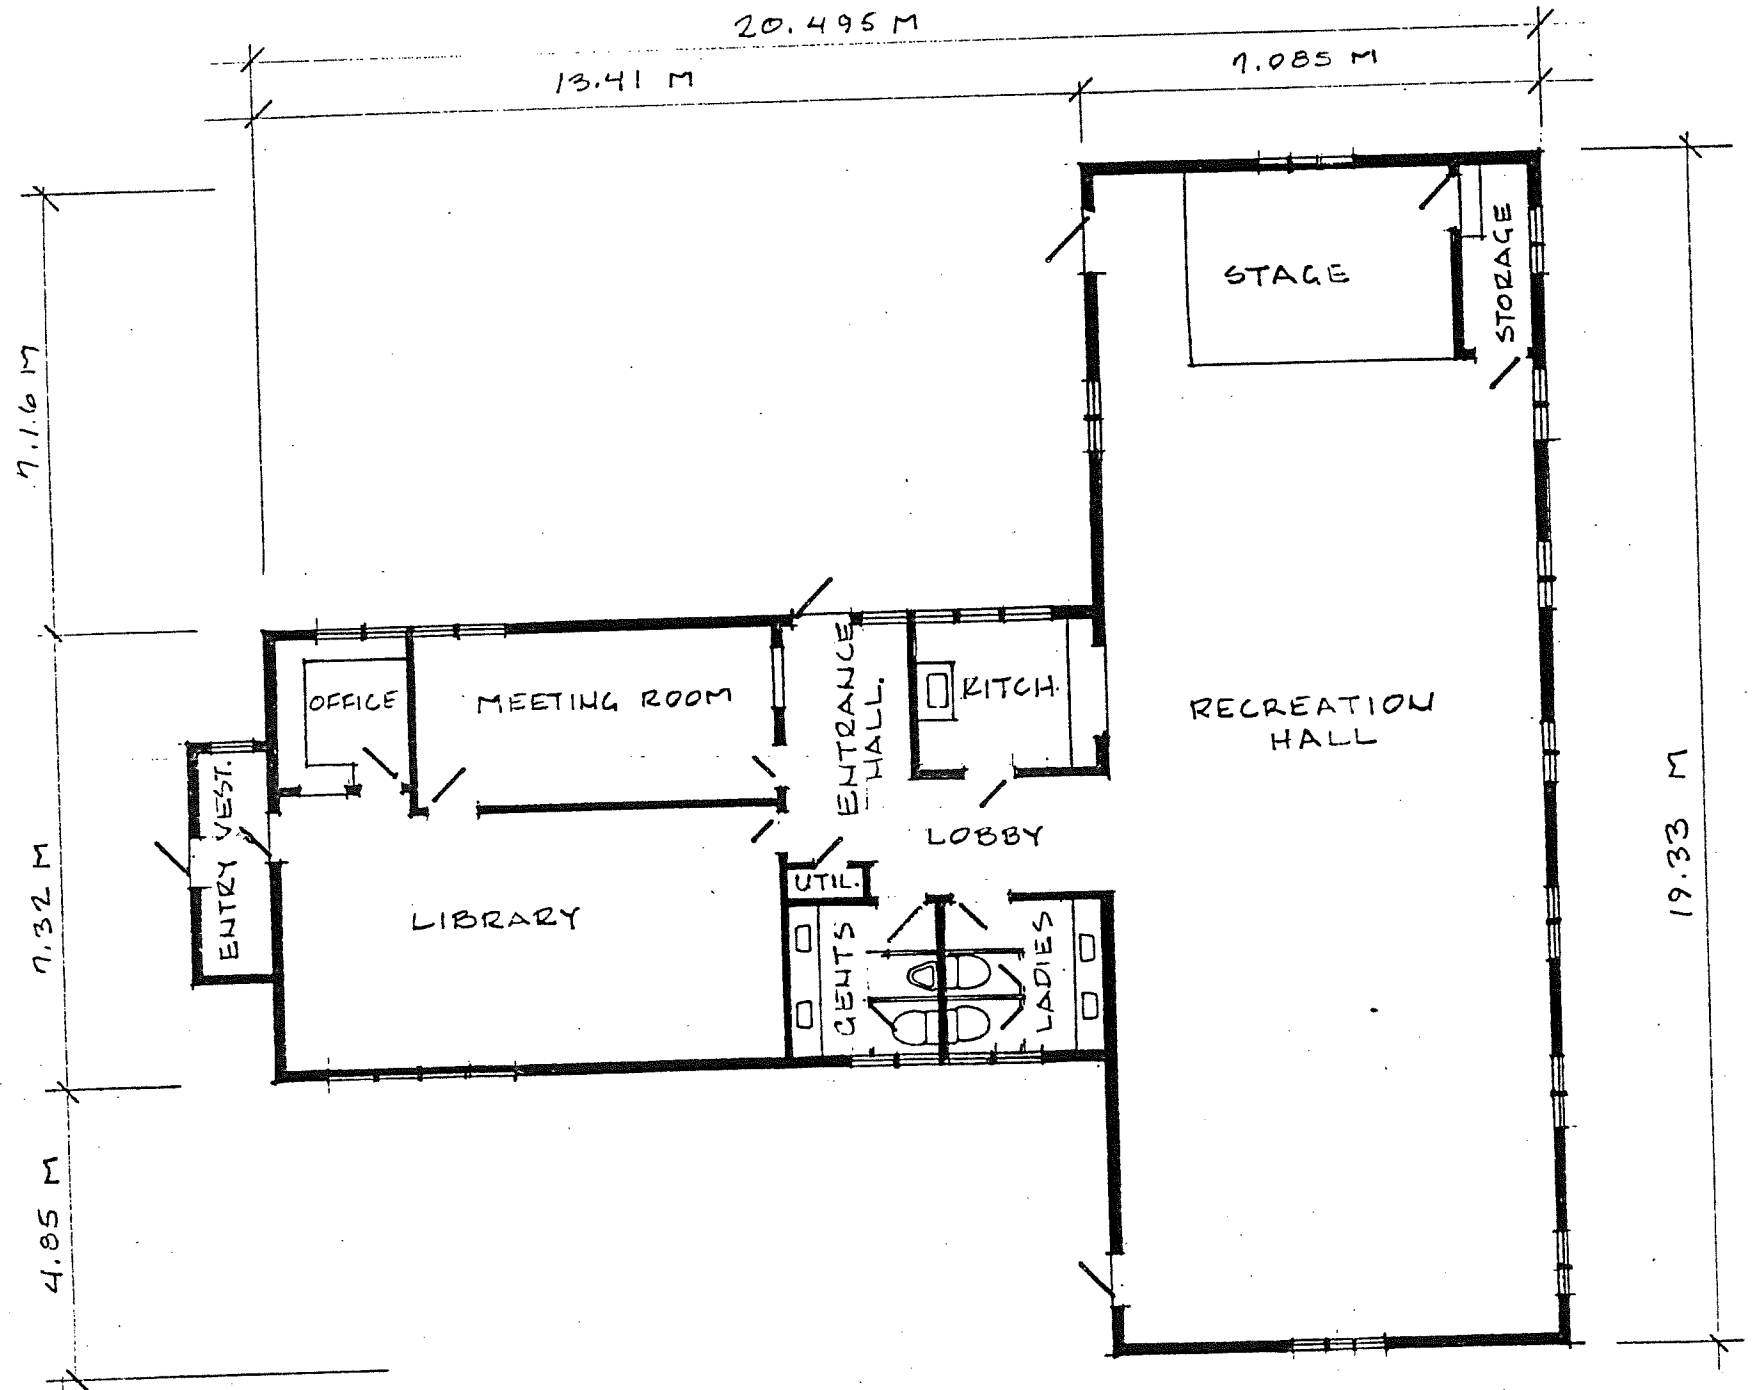 20.495 M
13.41 M
7.085 M
7.16 M
7.32 M
4.85 M
19.33 M
STAGE
STORAGE
OFFICE
MEETING ROOM
ENTRANCE
HALL.
KITCH.
RECREATION
HALL
ENTRY VEST.
LOBBY
LIBRARY
UTIL.
GENTS
LADIES